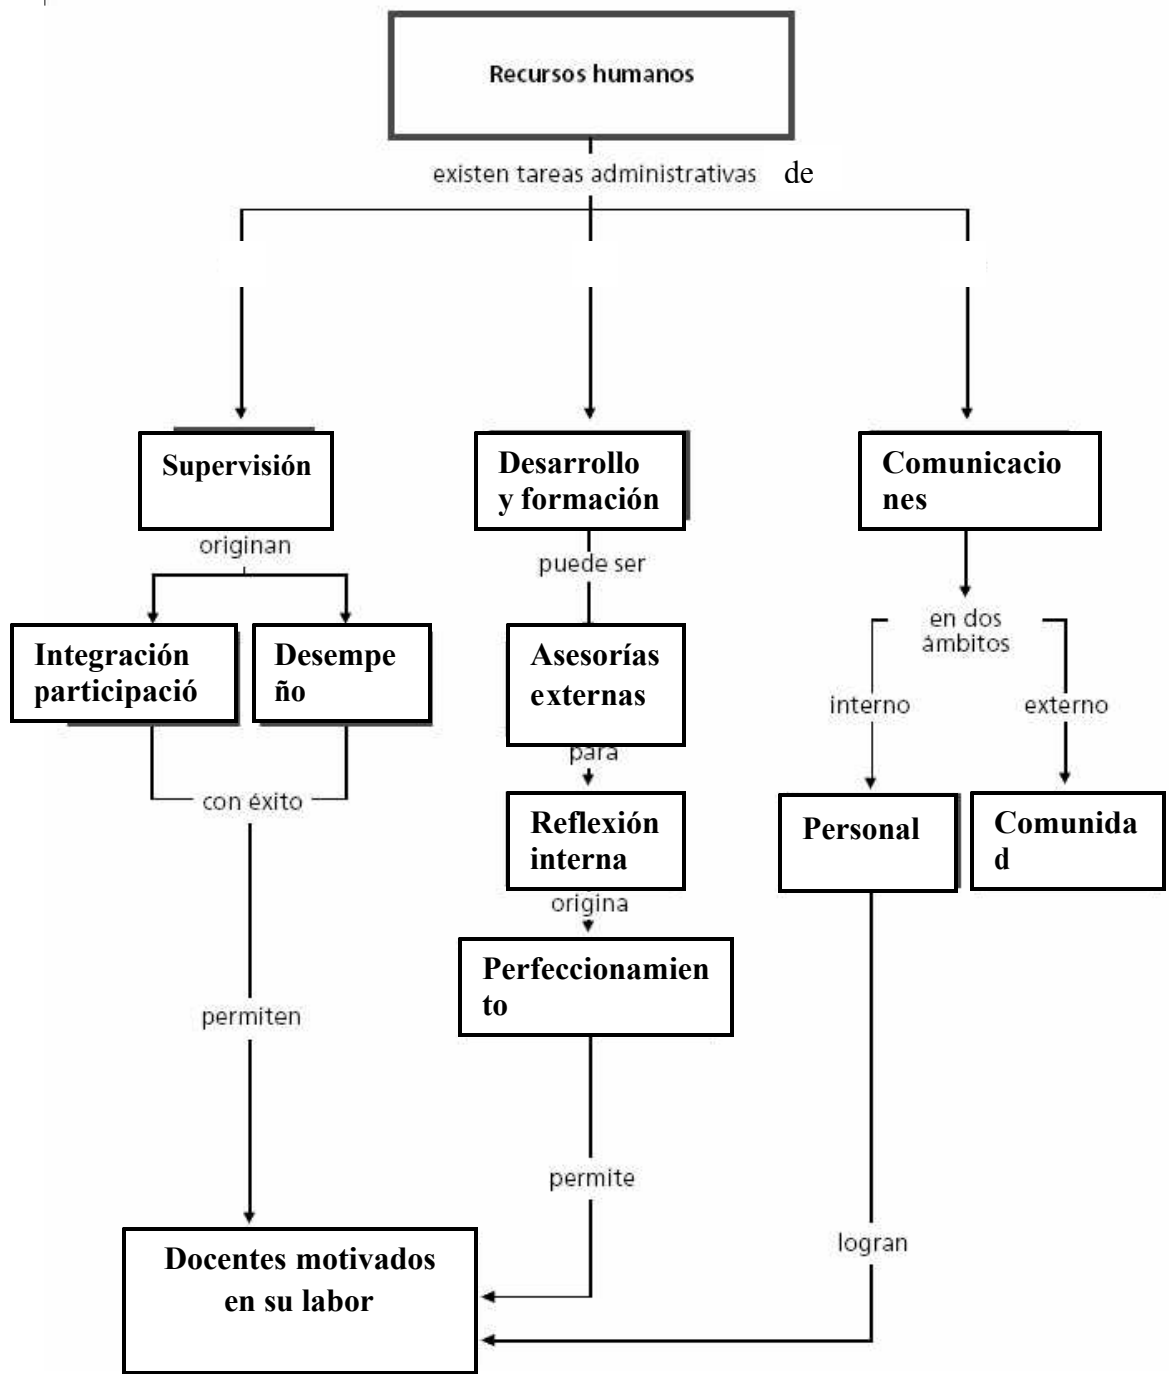 Recursos humanos
existen tareas administrativas de
Supervisión
Desarrollo
y formación
Comunicacio
nes
originan
puede ser
en dos
ámbitos
Integración
participació
Desempe
ño
Asesorías
externas
interno
externo
para
con éxito
Reflexión
interna
Personal
Comunida
d
origina
Perfeccionamien
to
permiten
permite
logran
Docentes motivados
en su labor